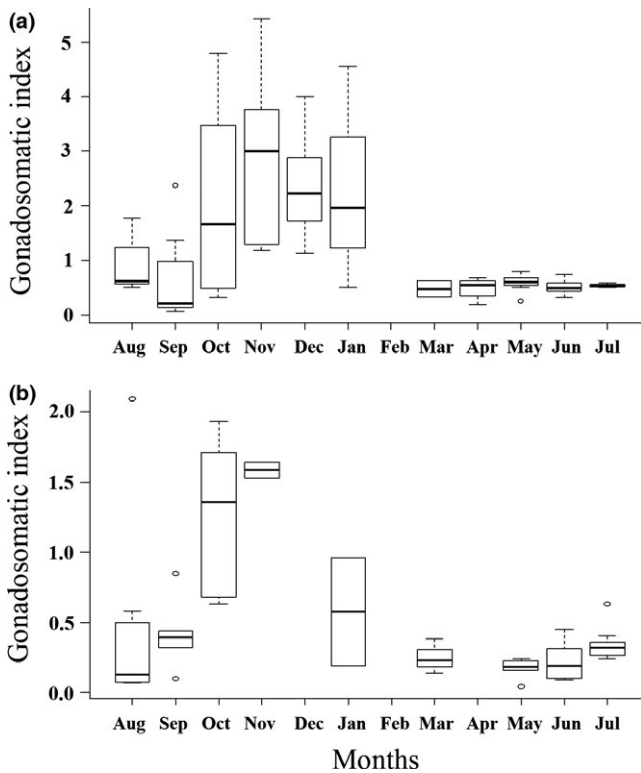 (a)
Gonadosomatic index
5
4
3
2
1
0
Aug Sep Oct Nov Dec Jan Feb Mar Apr May Jun Jul
(b)
Gonadosomatic index
2.0
1.5
1.0
0.5
0.0
Aug Sep Oct Nov Dec Jan Feb Mar Apr May Jun Jul
Months